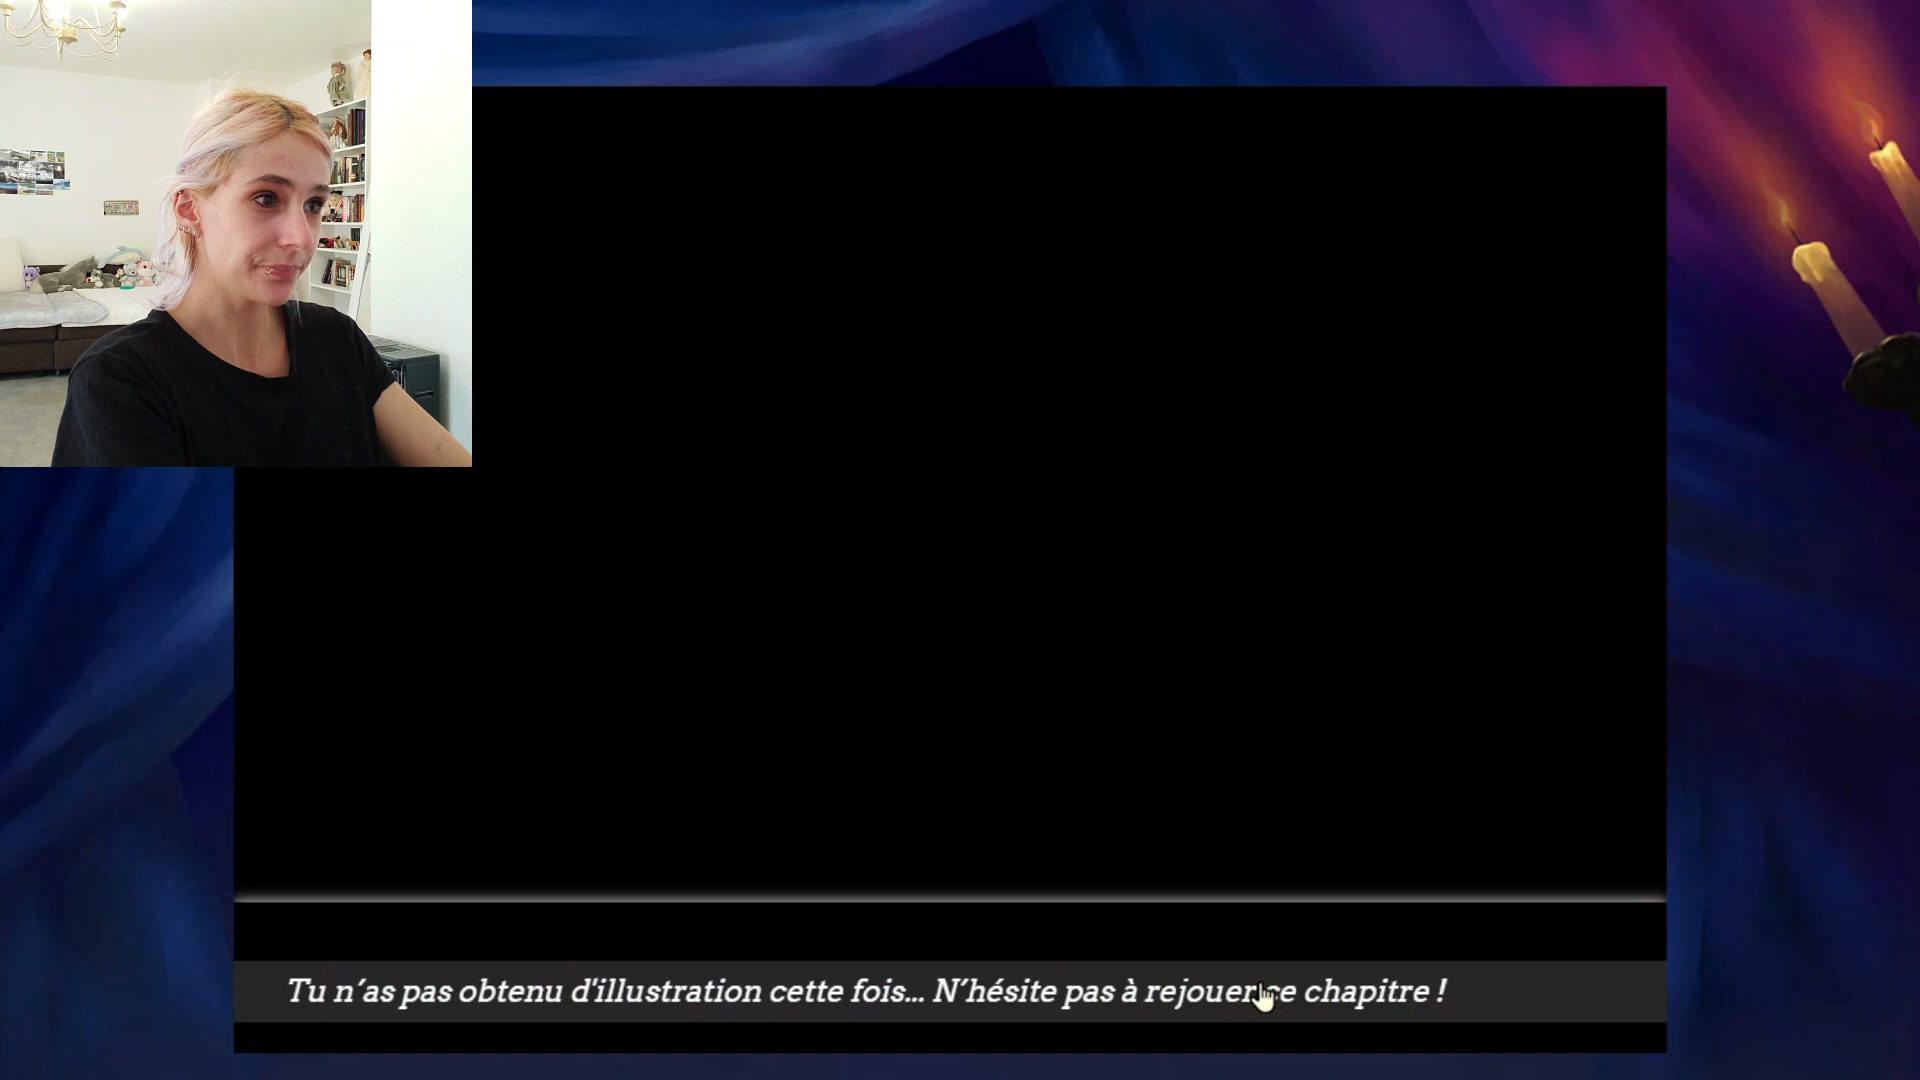 Tu n’as pas obtenu d'illustration cette fois... N’hésite pas à rejouer ce chapitre !